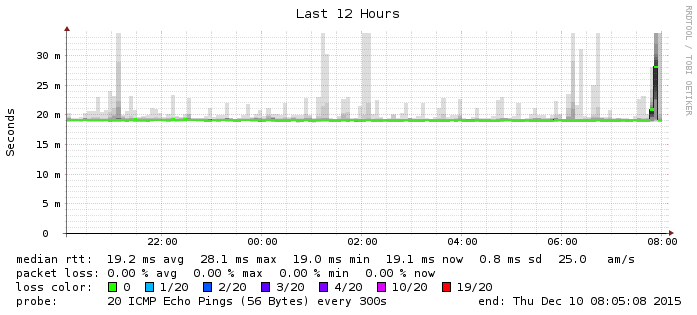 Last 12 Hours
RRDTOOL / TOBI OETIKER
Seconds
30 m
25 m
20 m
15 m
10 m
5 m
0
22:00 00:00 02:00 04:00 06:00 08:00
median rtt: 19.2 ms avg 28.1 ms max 19.0 ms min 19.1 ms now 0.8 ms sd 25.0 am/s
packet loss: 0.00 % avg 0.00 % max 0.00 % min 0.00 % now
loss color: 0 1/20 2/20 3/20 4/20 10/20 19/20
probe: 20 ICMP Echo Pings (56 Bytes) every 300s end: Thu Dec 10 08:05:08 2015